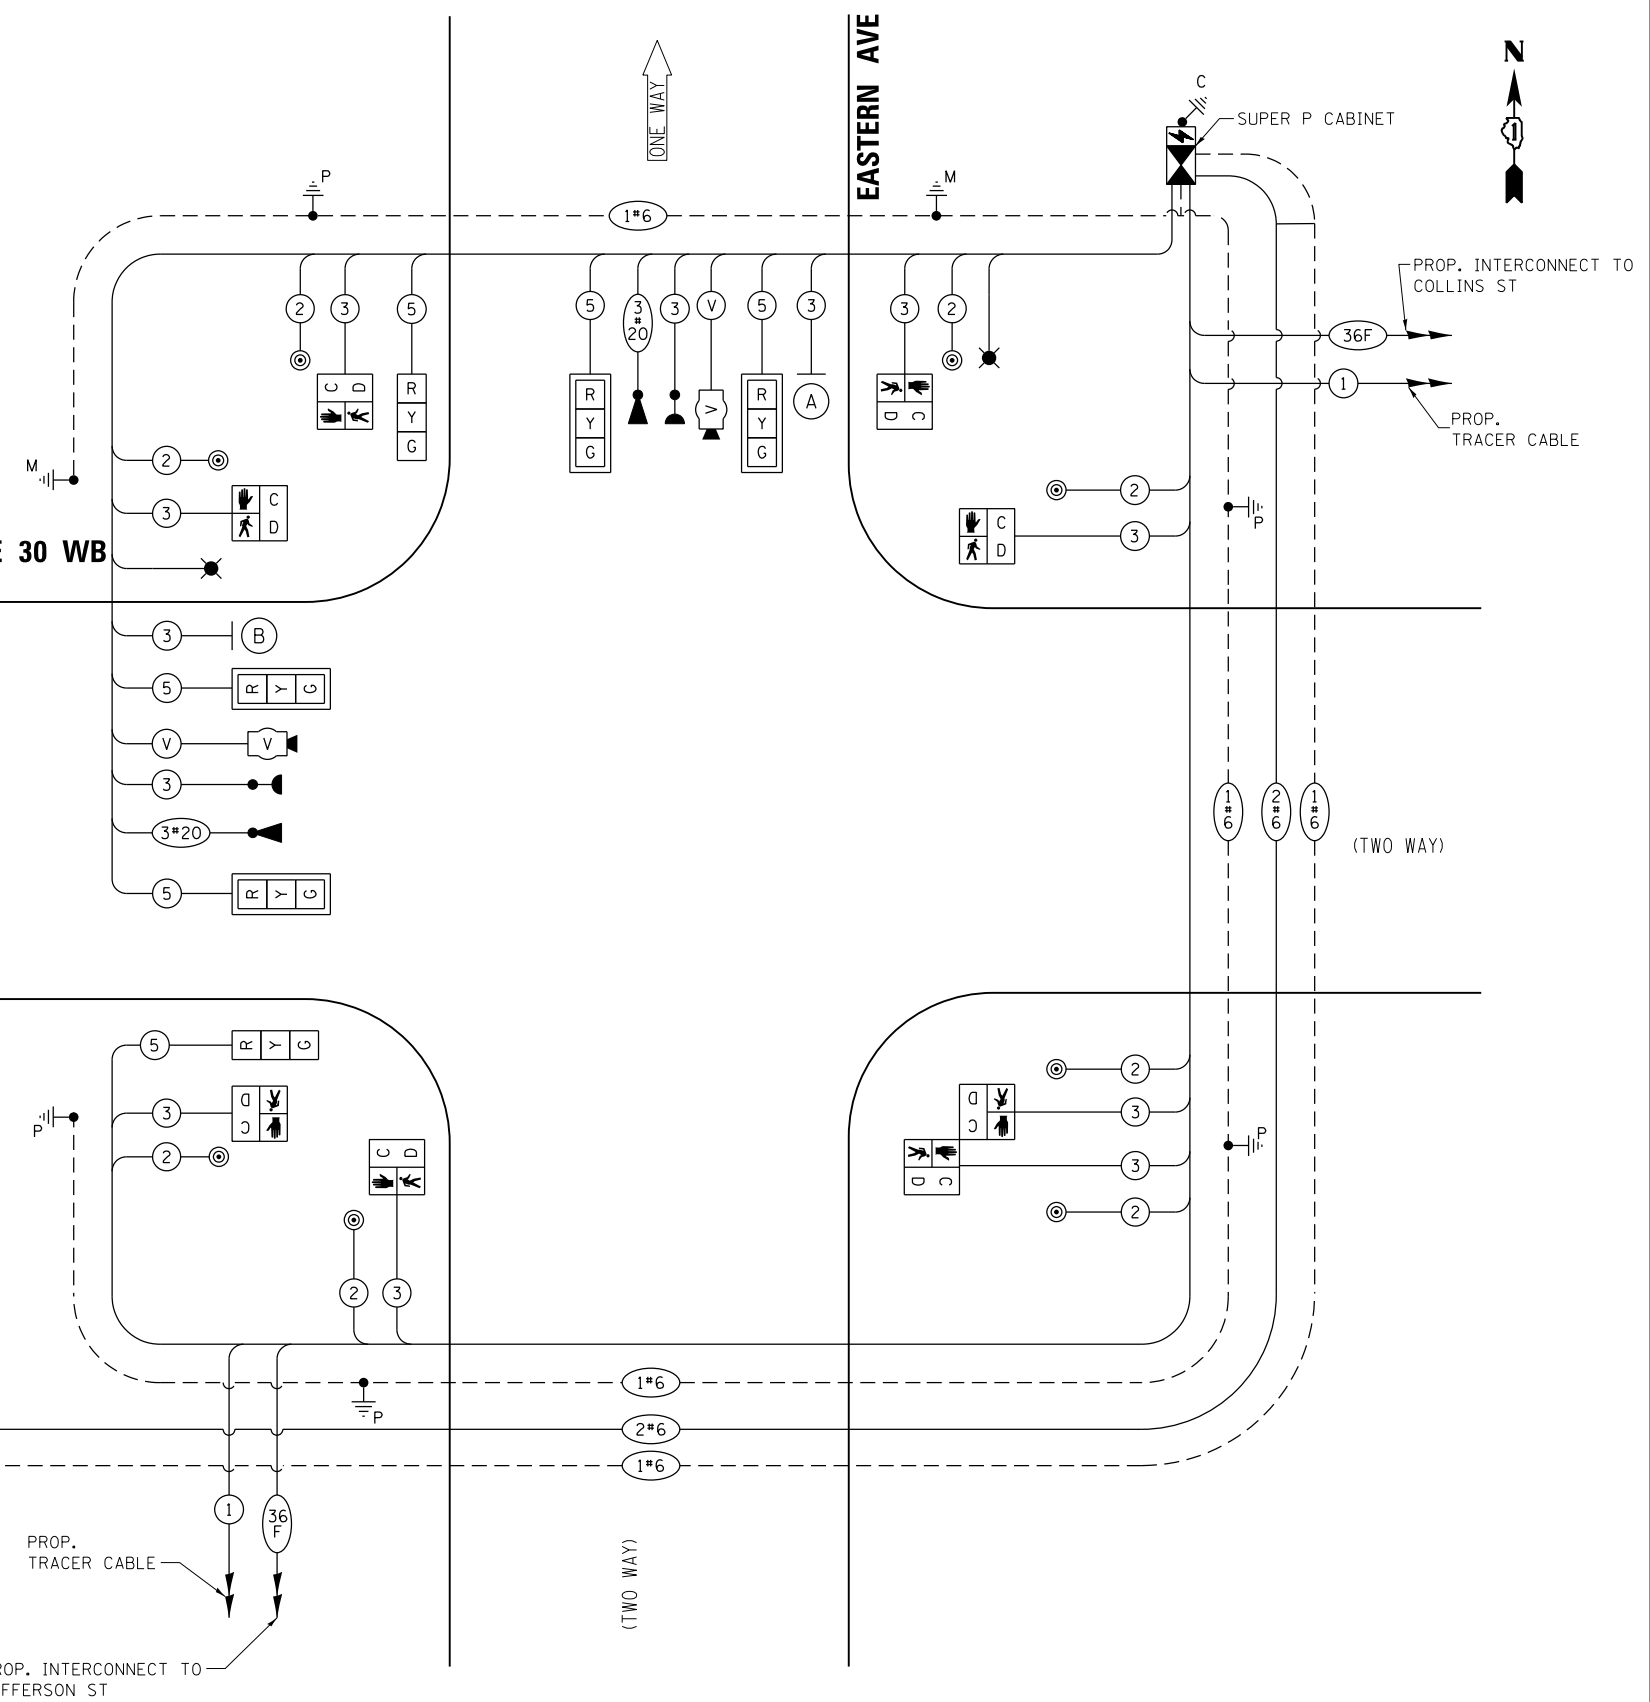 N
1
ONE WAY
EASTERN AVE
C
SUPER P CABINET
P
M
1#6
PROP. INTERCONNECT TO
COLLINS ST
36F
1
PROP.
TRACER CABLE
2
3
5
5
3
#
20
3
V
5
3
3
2
C D
R
Y
G
R
Y
G
V
R
Y
G
A
D C
M
2
3
C
D
30 WB
2
3
C
D
P
3
B
5
R Y G
V
V
3
3#20
5
R Y G
1
#
6
2
#
6
1
#
6
(TWO WAY)
5
R Y G
3
D
C
2
P
C D
2
3
2
3
D
C
3
D C
2
P
1#6
P
2#6
1#6
1
36
F
PROP.
TRACER CABLE
(TWO WAY)
INTERCONNECT TO
ST